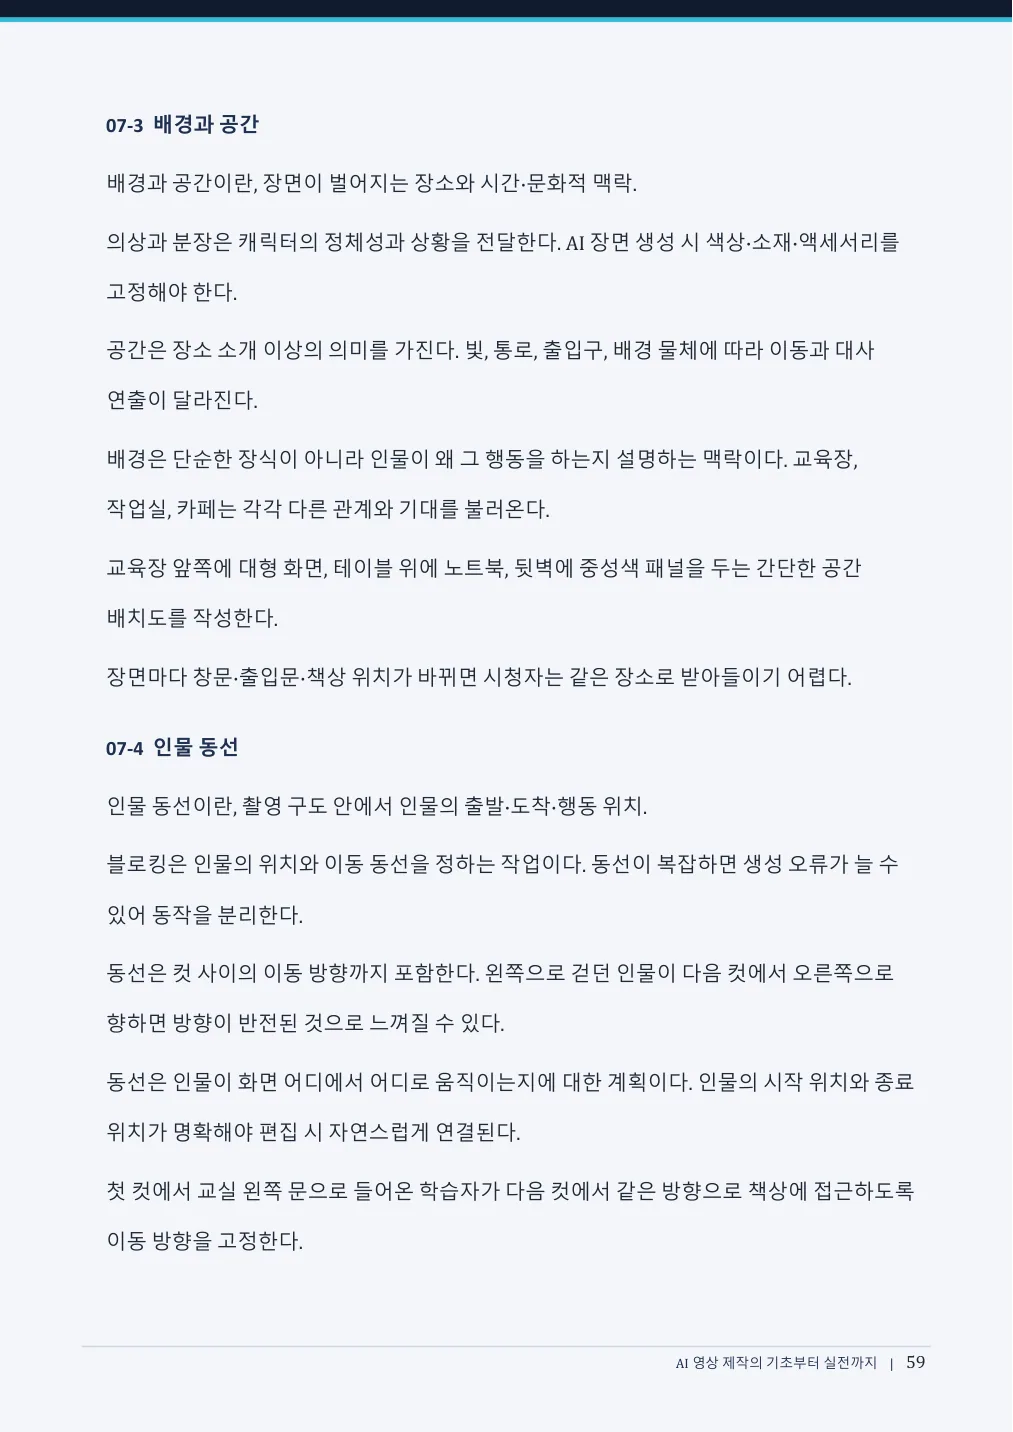 07-3 배경과 공간
배경과 공간이란, 장면이 벌어지는 장소와 시간·문화적 맥락.
의상과 분장은 캐릭터의 정체성과 상황을 전달한다. AI 장면 생성 시 색상·소재·액세서리를
고정해야 한다.
공간은 장소 소개 이상의 의미를 가진다. 빛, 통로, 출입구, 배경 물체에 따라 이동과 대사
연출이 달라진다.
배경은 단순한 장식이 아니라 인물이 왜 그 행동을 하는지 설명하는 맥락이다. 교육장,
작업실, 카페는 각각 다른 관계와 기대를 불러온다.
교육장 앞쪽에 대형 화면, 테이블 위에 노트북, 뒷벽에 중성색 패널을 두는 간단한 공간
배치도를 작성한다.
장면마다 창문·출입문·책상 위치가 바뀌면 시청자는 같은 장소로 받아들이기 어렵다.
07-4 인물 동선
인물 동선이란, 촬영 구도 안에서 인물의 출발·도착·행동 위치.
블로킹은 인물의 위치와 이동 동선을 정하는 작업이다. 동선이 복잡하면 생성 오류가 늘 수
있어 동작을 분리한다.
동선은 컷 사이의 이동 방향까지 포함한다. 왼쪽으로 걷던 인물이 다음 컷에서 오른쪽으로
향하면 방향이 반전된 것으로 느껴질 수 있다.
동선은 인물이 화면 어디에서 어디로 움직이는지에 대한 계획이다. 인물의 시작 위치와 종료
위치가 명확해야 편집 시 자연스럽게 연결된다.
첫 컷에서 교실 왼쪽 문으로 들어온 학습자가 다음 컷에서 같은 방향으로 책상에 접근하도록
이동 방향을 고정한다.
AI 영상 제작의 기초부터 실전까지 | 59